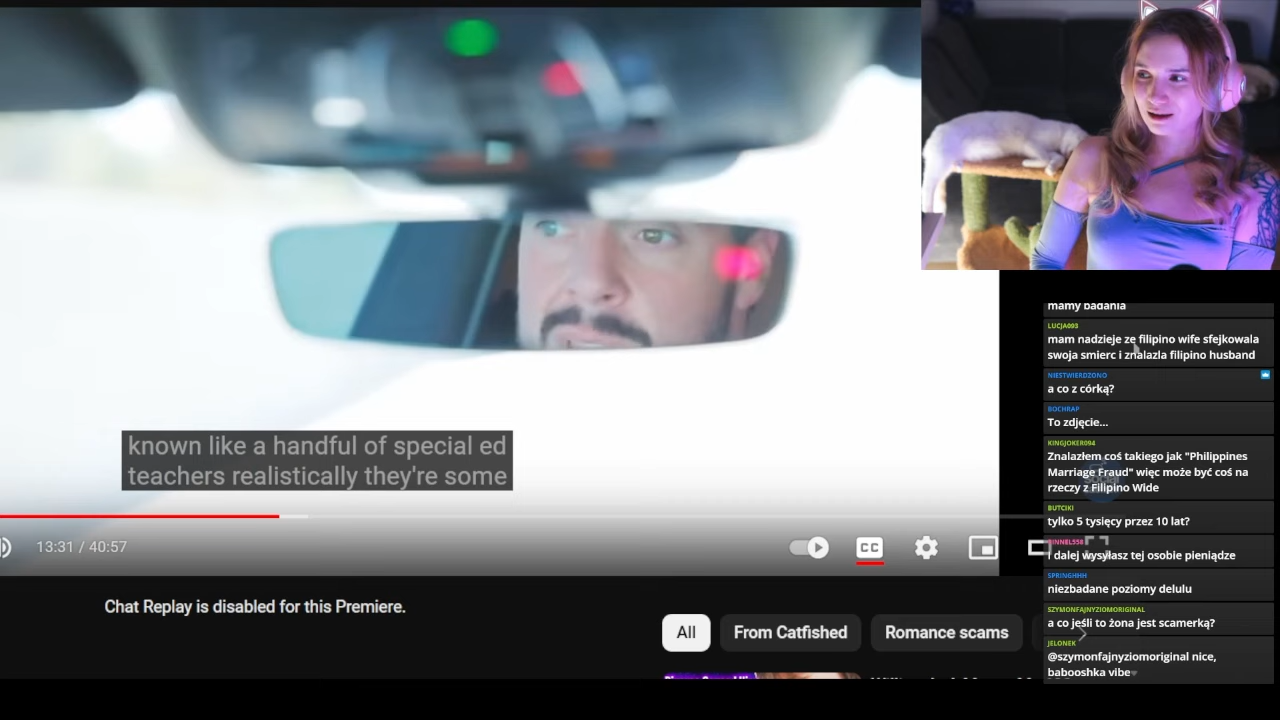 known like a handful of special ed
teachers realistically they're some
13:31 / 40:57
CC
Chat Replay is disabled for this Premiere.
All
From Catfished
Romance scams
mamy badania
LUCJA093
mam nadzieje ze filipino wife sfejkowala
swoja smierc i znalazla filipino husband
NIESTWIERDZONO
a co z córką?
BOCHRAP
To zdjęcie...
KINGJOKER094
Znalazłem coś takiego jak "Philippines
Marriage Fraud" więc może być coś na
rzeczy z Filipino Wide
BUTCIKI
tylko 5 tysięcy przez 10 lat?
i dalej wysyłasz tej osobie pieniądze
SPRINGHHH
niezbadane poziomy delulu
SZYMONFAJNYZIOMORIGINAL
a co jeśli to żona jest scamerką?
JELONEK
@szymonfajnyziomoriginal nice,
babooshka vibe